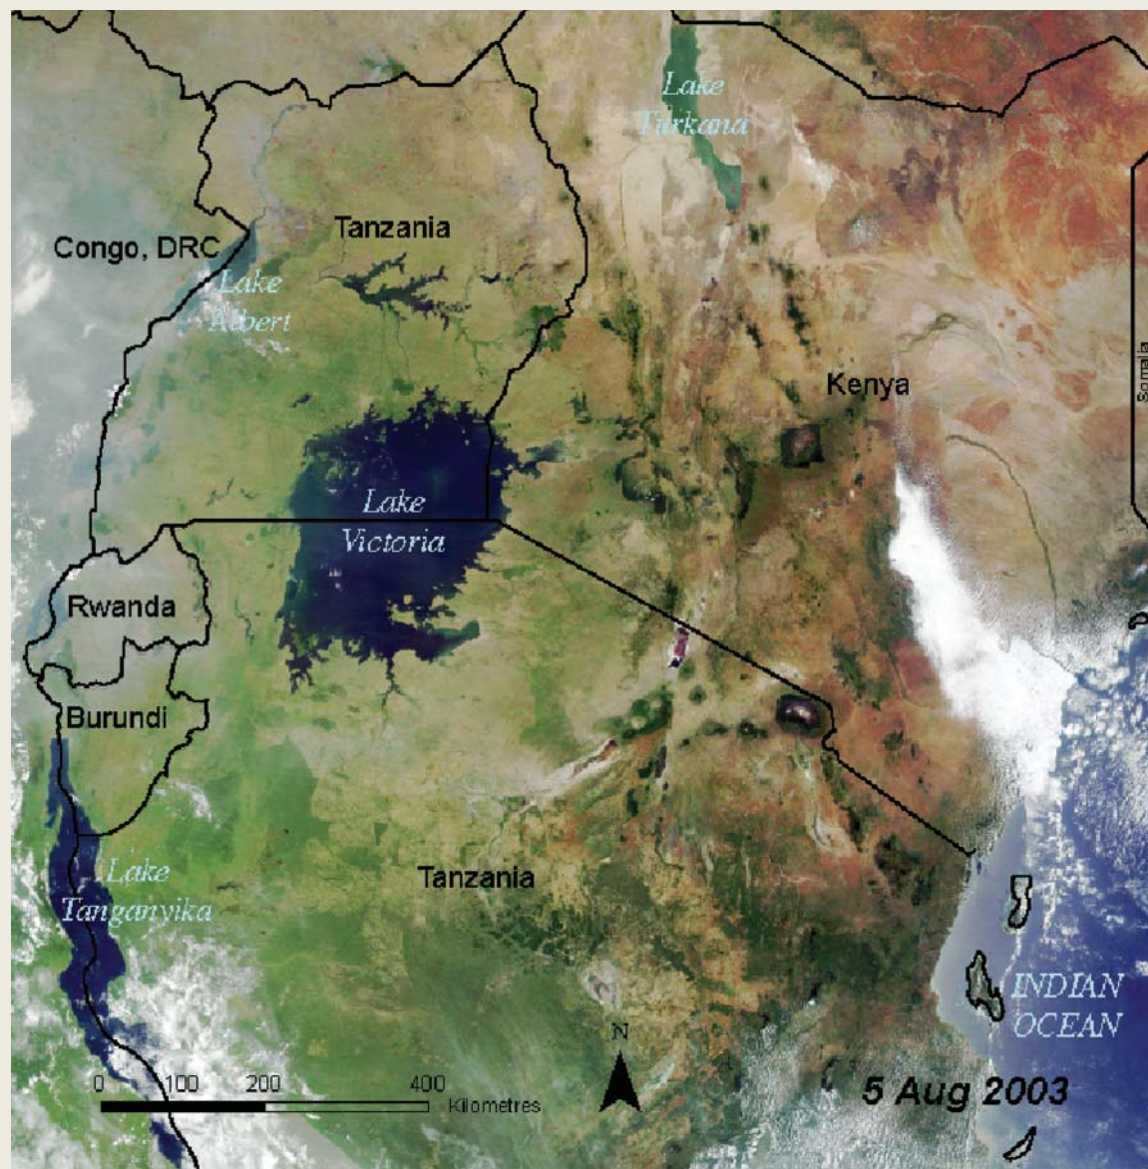 Lake
Turkana
Tanzania
Congo, DRC
Lake
Albert
Kenya
Somalia
Lake
Victoria
Rwanda
Burundi
Lake
Tanganyika
Tanzania
INDIAN
OCEAN
N
0 100 200 400
Kilometres
5 Aug 2003